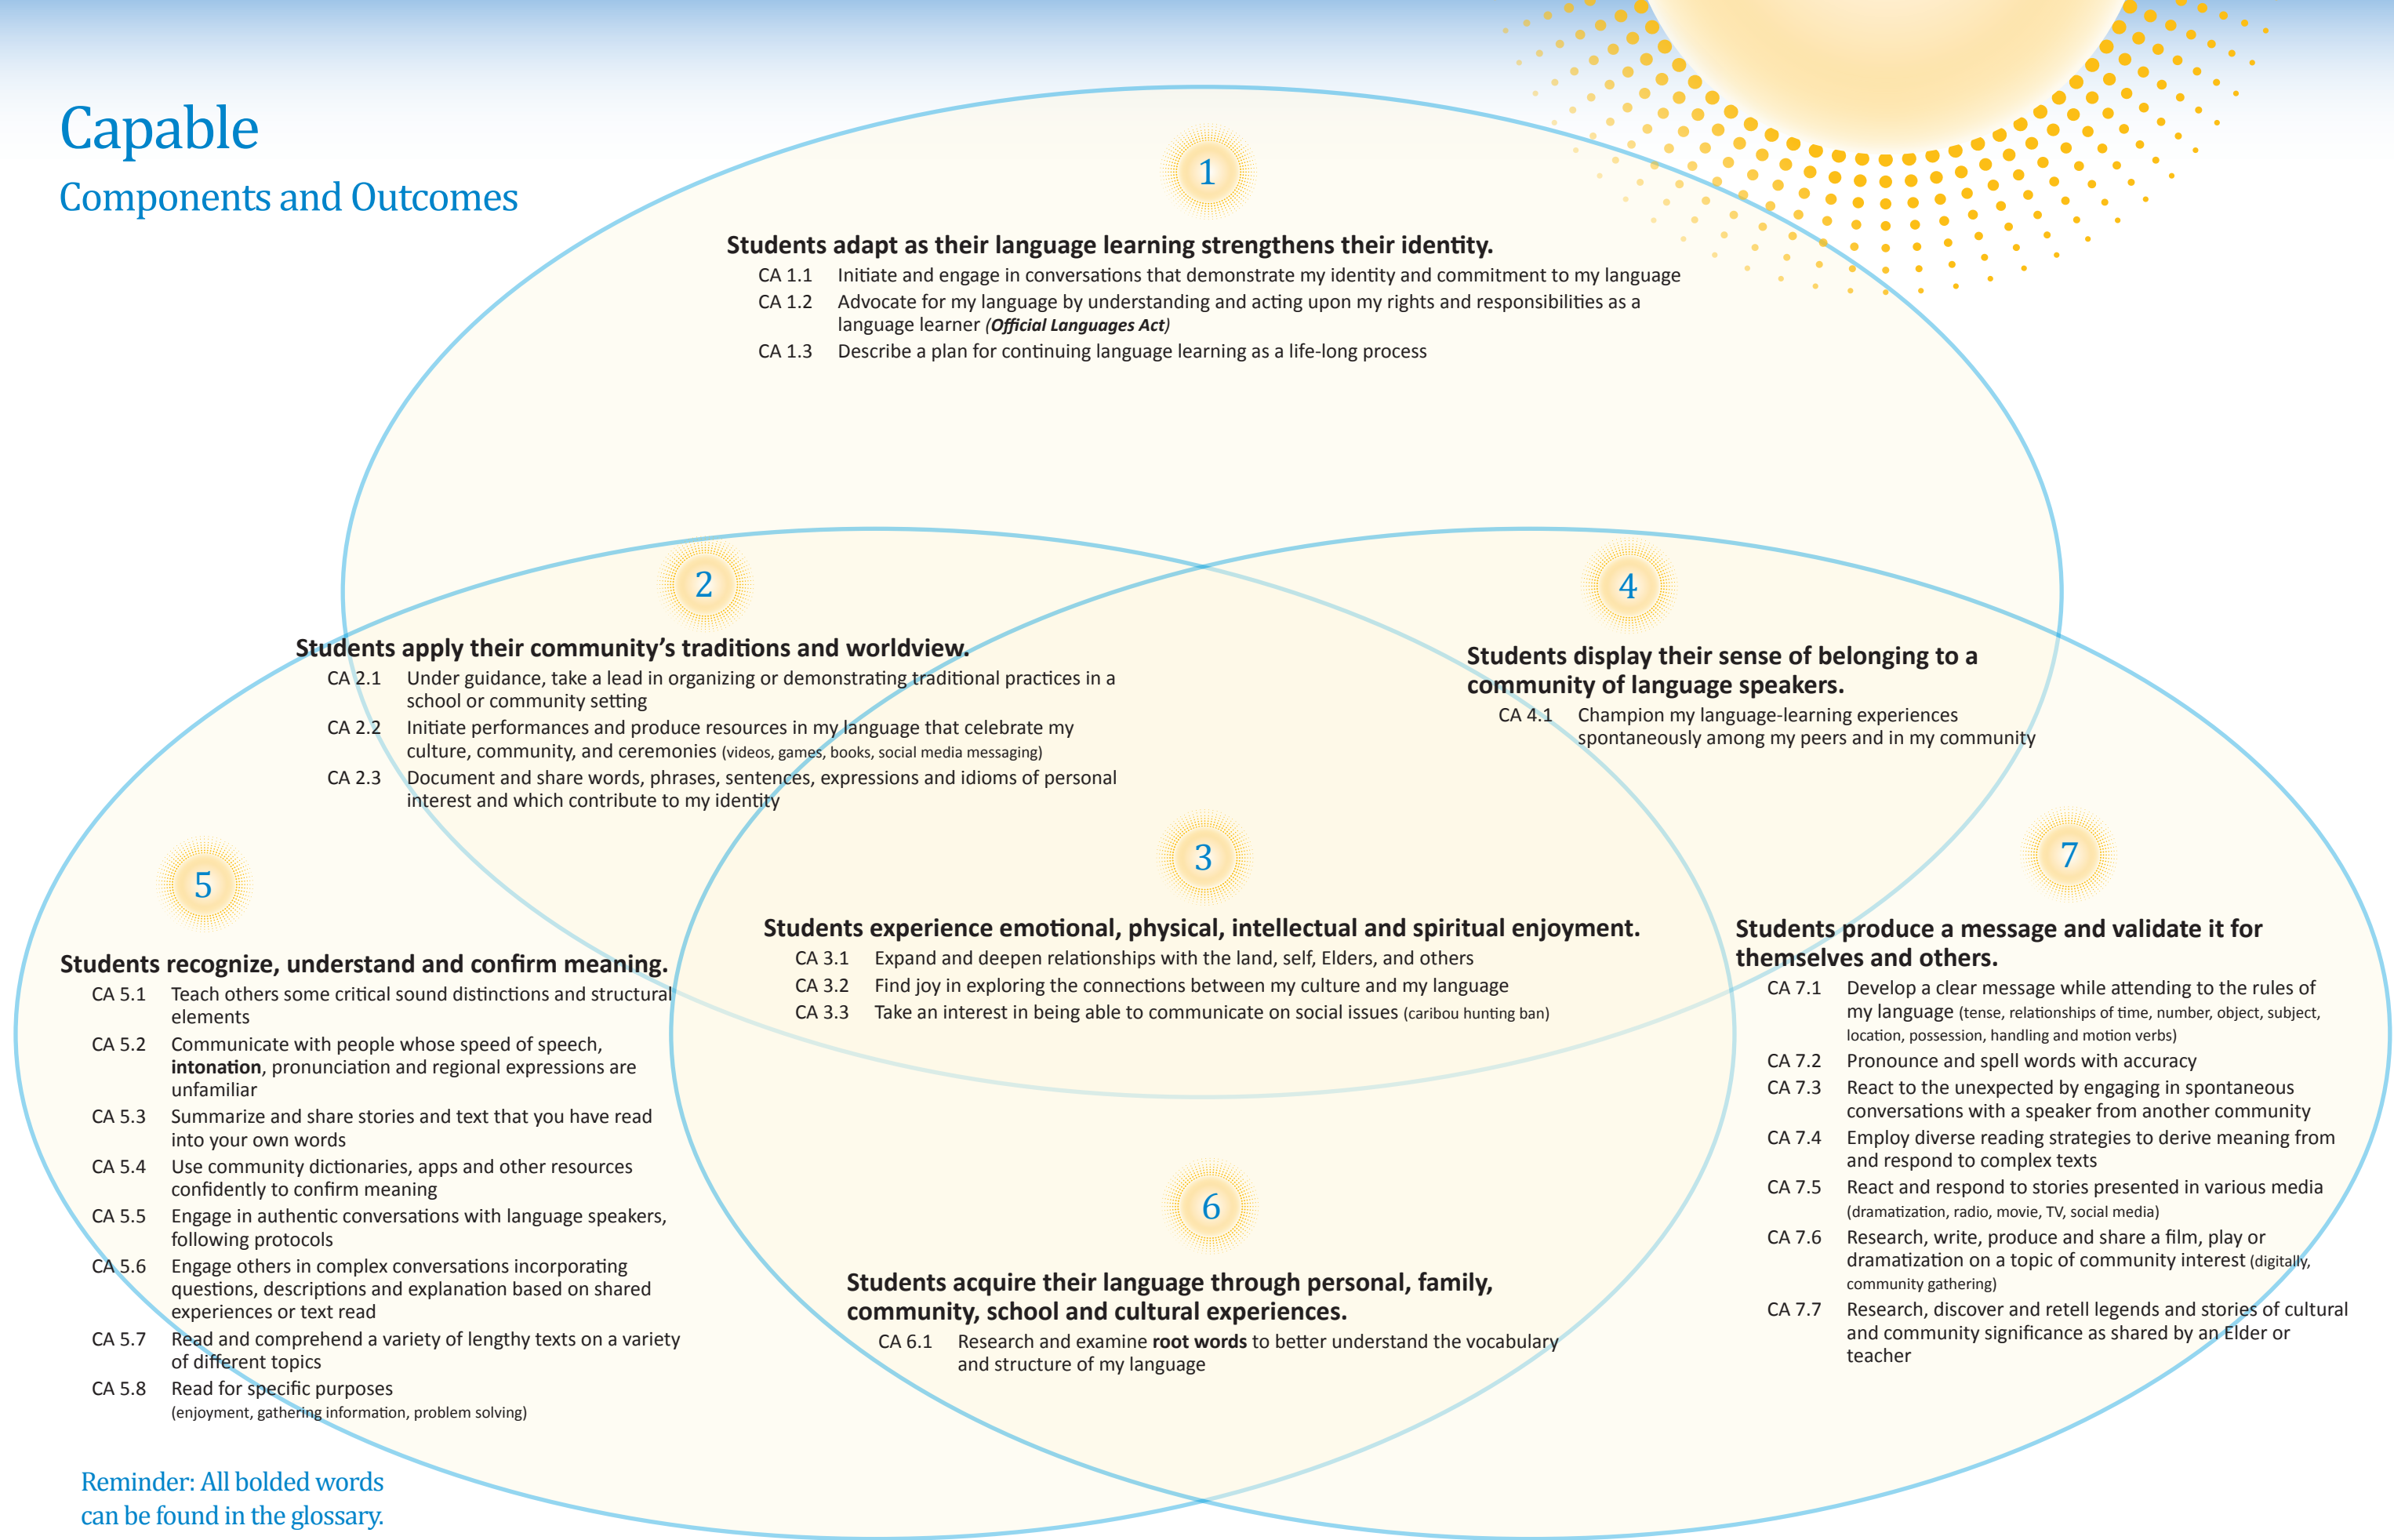 Capable
Components and Outcomes
1
Students adapt as their language learning strengthens their identity.
CA 1.1 Initiate and engage in conversations that demonstrate my identity and commitment to my language
CA 1.2 Advocate for my language by understanding and acting upon my rights and responsibilities as a
language learner (Official Languages Act)
CA 1.3 Describe a plan for continuing language learning as a life-long process
2
Students apply their community’s traditions and worldview.
CA 2.1 Under guidance, take a lead in organizing or demonstrating traditional practices in a
school or community setting
CA 2.2 Initiate performances and produce resources in my language that celebrate my
culture, community, and ceremonies (videos, games, books, social media messaging)
CA 2.3 Document and share words, phrases, sentences, expressions and idioms of personal
interest and which contribute to my identity
4
Students display their sense of belonging to a
community of language speakers.
CA 4.1 Champion my language-learning experiences
spontaneously among my peers and in my community
5
Students recognize, understand and confirm meaning.
CA 5.1 Teach others some critical sound distinctions and structural
elements
CA 5.2 Communicate with people whose speed of speech,
intonation, pronunciation and regional expressions are
unfamiliar
CA 5.3 Summarize and share stories and text that you have read
into your own words
CA 5.4 Use community dictionaries, apps and other resources
confidently to confirm meaning
CA 5.5 Engage in authentic conversations with language speakers,
following protocols
CA 5.6 Engage others in complex conversations incorporating
questions, descriptions and explanation based on shared
experiences or text read
CA 5.7 Read and comprehend a variety of lengthy texts on a variety
of different topics
CA 5.8 Read for specific purposes
(enjoyment, gathering information, problem solving)
3
Students experience emotional, physical, intellectual and spiritual enjoyment.
CA 3.1 Expand and deepen relationships with the land, self, Elders, and others
CA 3.2 Find joy in exploring the connections between my culture and my language
CA 3.3 Take an interest in being able to communicate on social issues (caribou hunting ban)
6
Students acquire their language through personal, family,
community, school and cultural experiences.
CA 6.1 Research and examine root words to better understand the vocabulary
and structure of my language
7
Students produce a message and validate it for
themselves and others.
CA 7.1 Develop a clear message while attending to the rules of
my language (tense, relationships of time, number, object, subject,
location, possession, handling and motion verbs)
CA 7.2 Pronounce and spell words with accuracy
CA 7.3 React to the unexpected by engaging in spontaneous
conversations with a speaker from another community
CA 7.4 Employ diverse reading strategies to derive meaning from
and respond to complex texts
CA 7.5 React and respond to stories presented in various media
(dramatization, radio, movie, TV, social media)
CA 7.6 Research, write, produce and share a film, play or
dramatization on a topic of community interest (digitally,
community gathering)
CA 7.7 Research, discover and retell legends and stories of cultural
and community significance as shared by an Elder or
teacher
Reminder: All bolded words
can be found in the glossary.